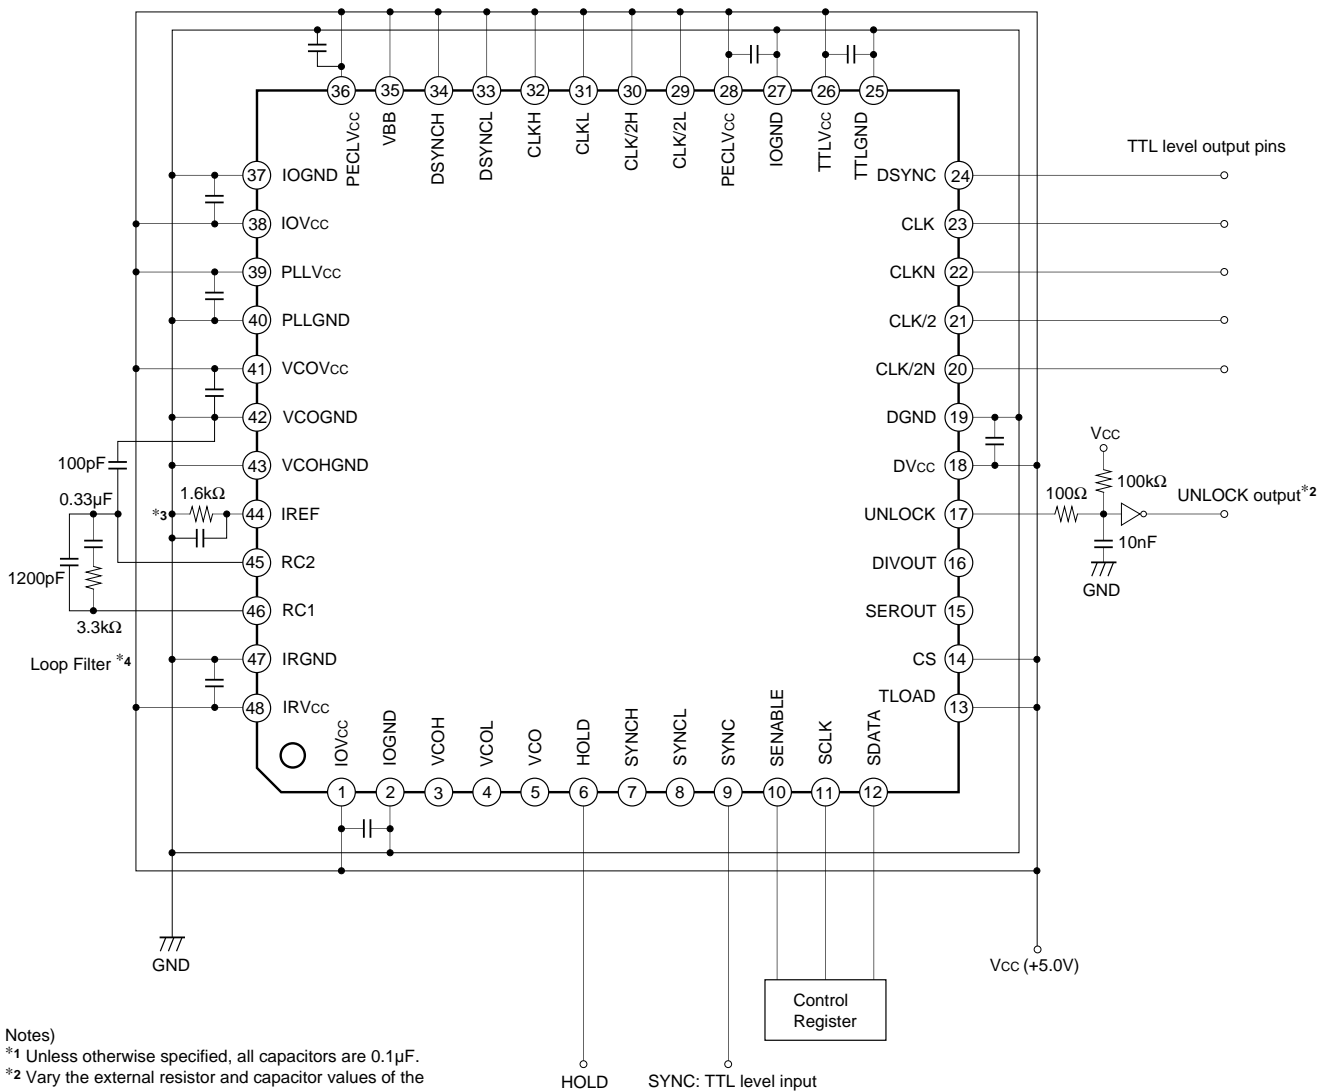 36 35 34 33 32 31 30 29 28 27 26 25
PECLVcc
VBB
DSYNCH
DSYNCL
CLKH
CLKL
CLK/2H
CLK/2L
PECLVcc
IOGND
TTLVcc
TTLGND
TTL level output pins
37 IOGND
DSYNC 24
38 IOVcc
CLK 23
39 PLLVcc
CLKN 22
40 PLLGND
CLK/2 21
41 VCOVcc
CLK/2N 20
42 VCOGND
DGND 19
Vcc
100pF
43 VCOHGND
DVcc 18
100kΩ
0.33µF
1.6kΩ
100Ω
UNLOCK output*2
*3
44 IREF
UNLOCK 17
10nF
45 RC2
DIVOUT 16
1200pF
GND
46 RC1
SEROUT 15
3.3kΩ
Loop Filter *4
47 IRGND
CS 14
48 IRVcc
TLOAD 13
IOVcc
IOGND
VCOH
VCOL
VCO
HOLD
SYNCH
SYNCL
SYNC
SENABLE
SCLK
SDATA
1 2 3 4 5 6 7 8 9 10 11 12
GND
Vcc (+5.0V)
Control
Register
HOLD
SYNC: TTL level input
Notes)
*1 Unless otherwise specified, all capacitors are 0.1µF.
*2 Vary the external resistor and capacitor values of the